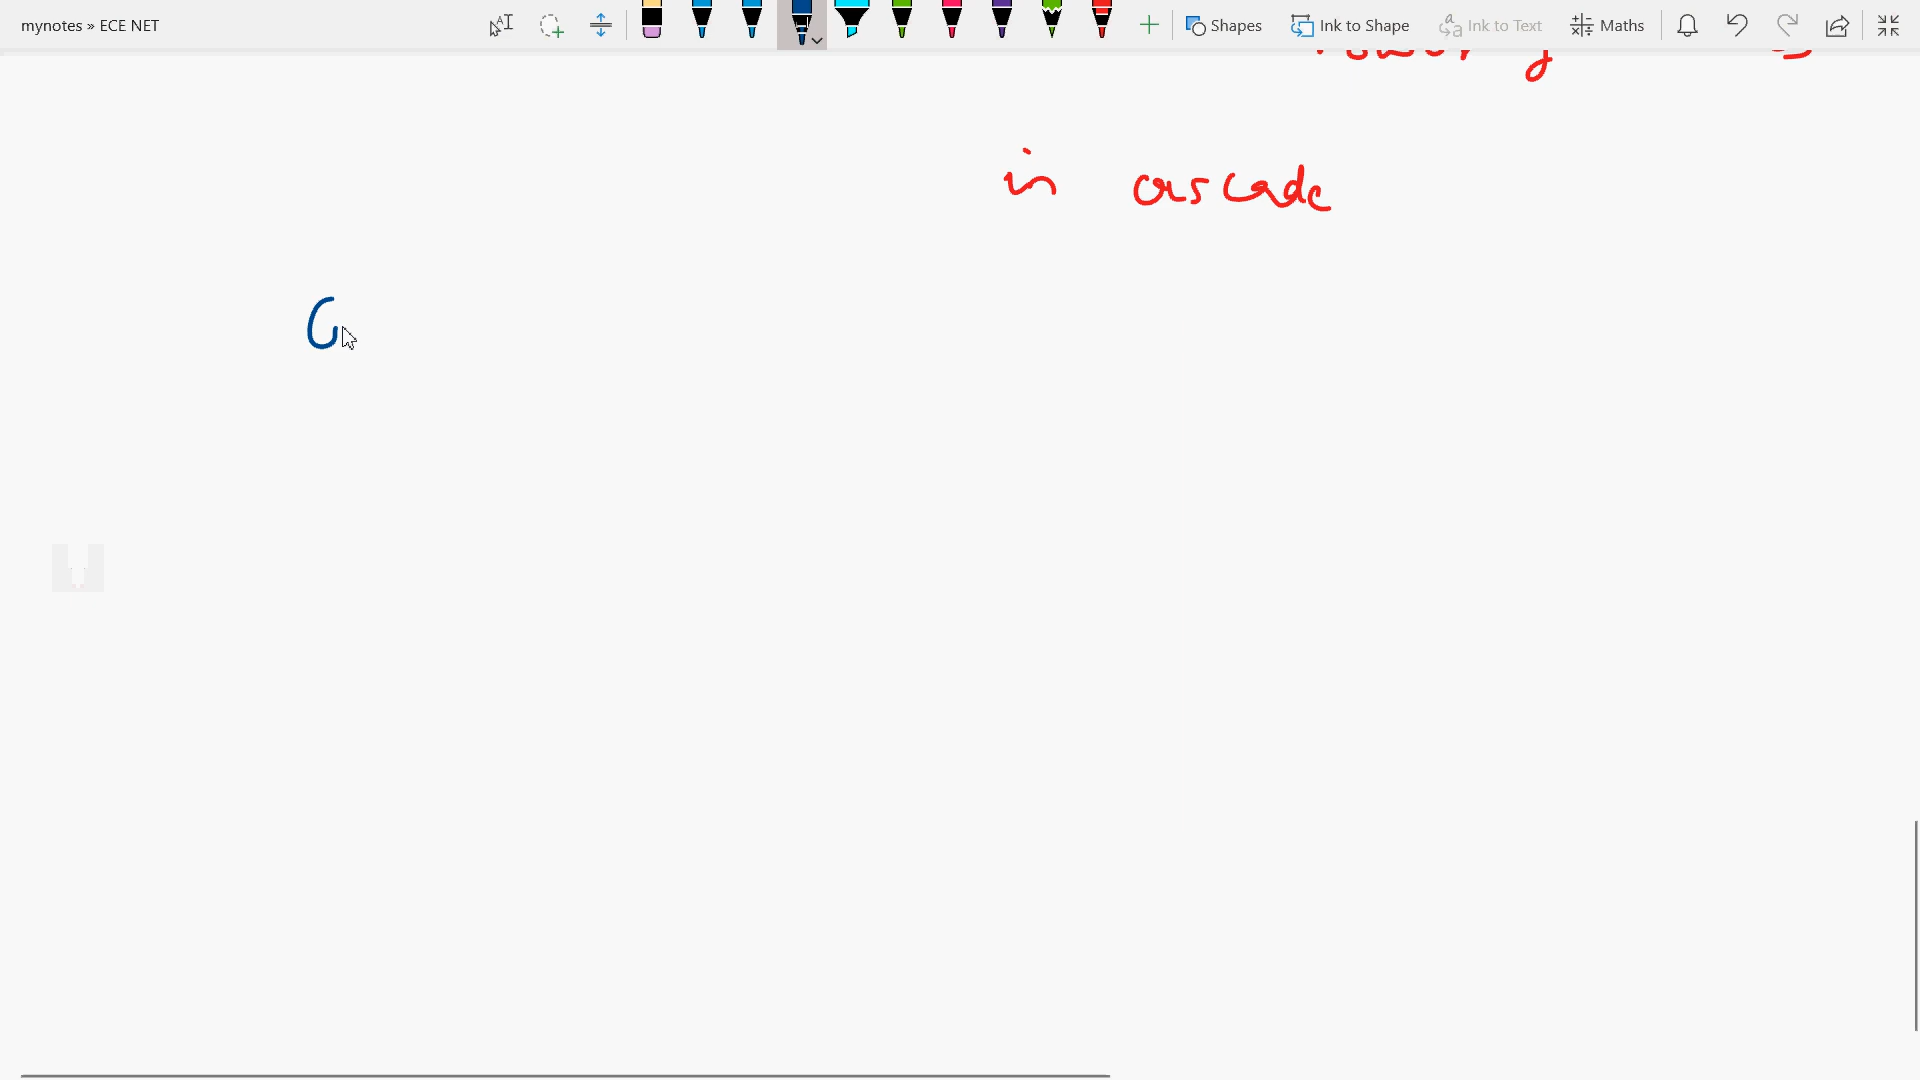 mynotes » ECE NET Shapes Ink to Shape Ink to Text Maths
in cascade
G